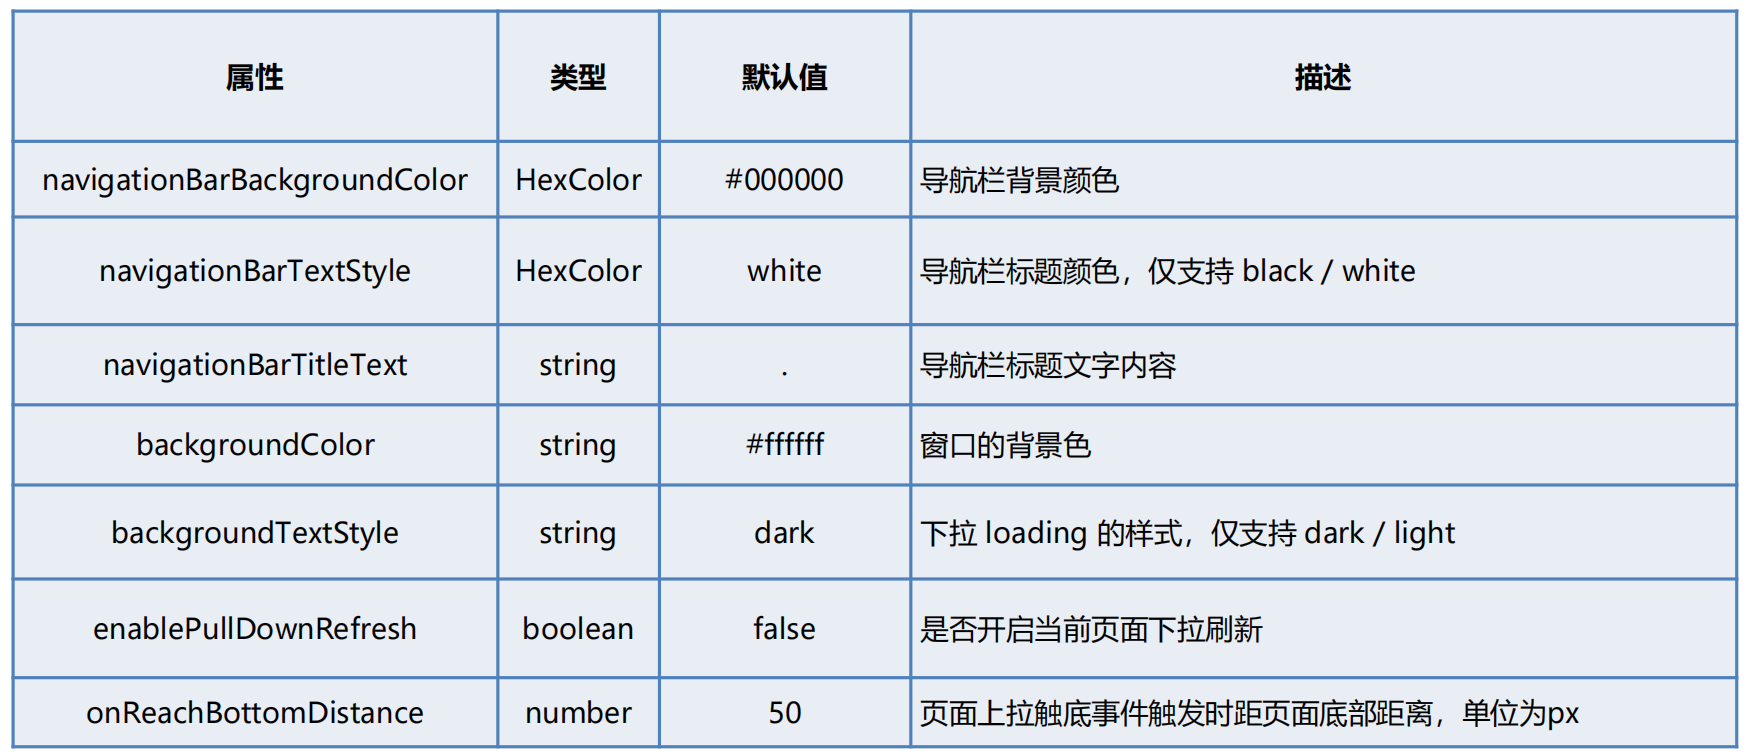 属性 类型 默认值 描述
navigationBarBackgroundColor HexColor #000000 导航栏背景颜色
navigationBarTextStyle HexColor white 导航栏标题颜色，仅支持 black / white
navigationBarTitleText string . 导航栏标题文字内容
backgroundColor string #ffffff 窗口的背景色
backgroundTextStyle string dark 下拉 loading 的样式，仅支持 dark / light
enablePullDownRefresh boolean false 是否开启当前页面下拉刷新
onReachBottomDistance number 50 页面上拉触底事件触发时距页面底部距离，单位为px